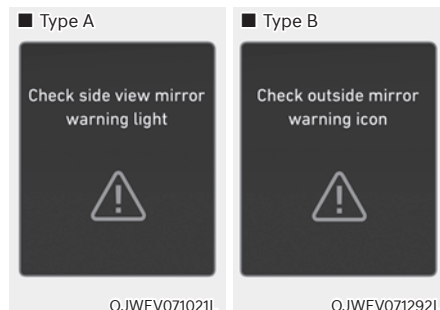 ■ Type A
Check side view mirror
warning light
OJWEV071021L
■ Type B
Check outside mirror
warning icon
OJWEV071292L